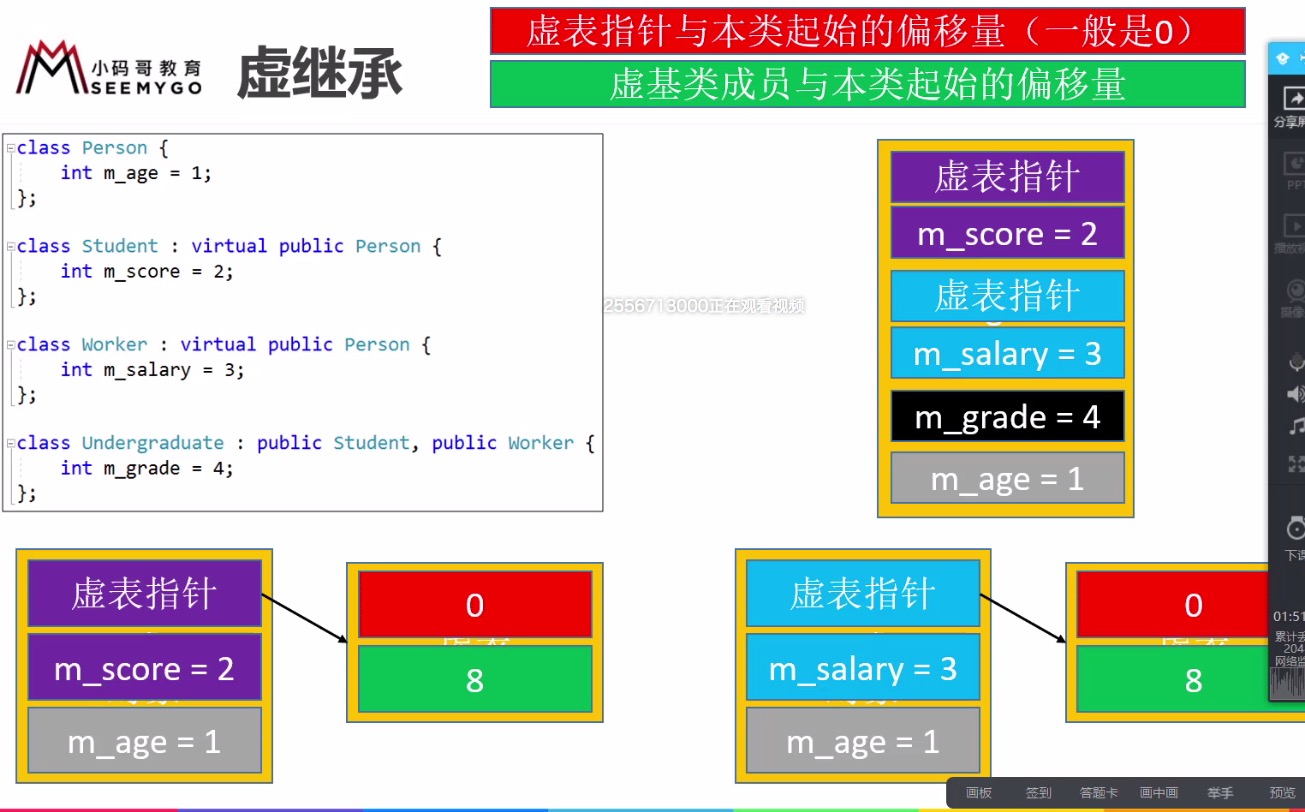 小码哥教育
SEEMYGO
虚继承
虚表指针与本类起始的偏移量（一般是0）
虚基类成员与本类起始的偏移量
class Person {
int m_age = 1;
};
class Student : virtual public Person {
int m_score = 2;
};
class Worker : virtual public Person {
int m_salary = 3;
};
class Undergraduate : public Student, public Worker {
int m_grade = 4;
};
2556713000正在观看视频
虚表指针
m_score = 2
虚表指针
m_salary = 3
m_grade = 4
m_age = 1
虚表指针
m_score = 2
m_age = 1
0
8
虚表指针
m_salary = 3
m_age = 1
0
8
分享屏
PP
播放视
摄像
下课
01:51
累计丢
204
网络监
画板
签到
答题卡
画中画
举手
预览